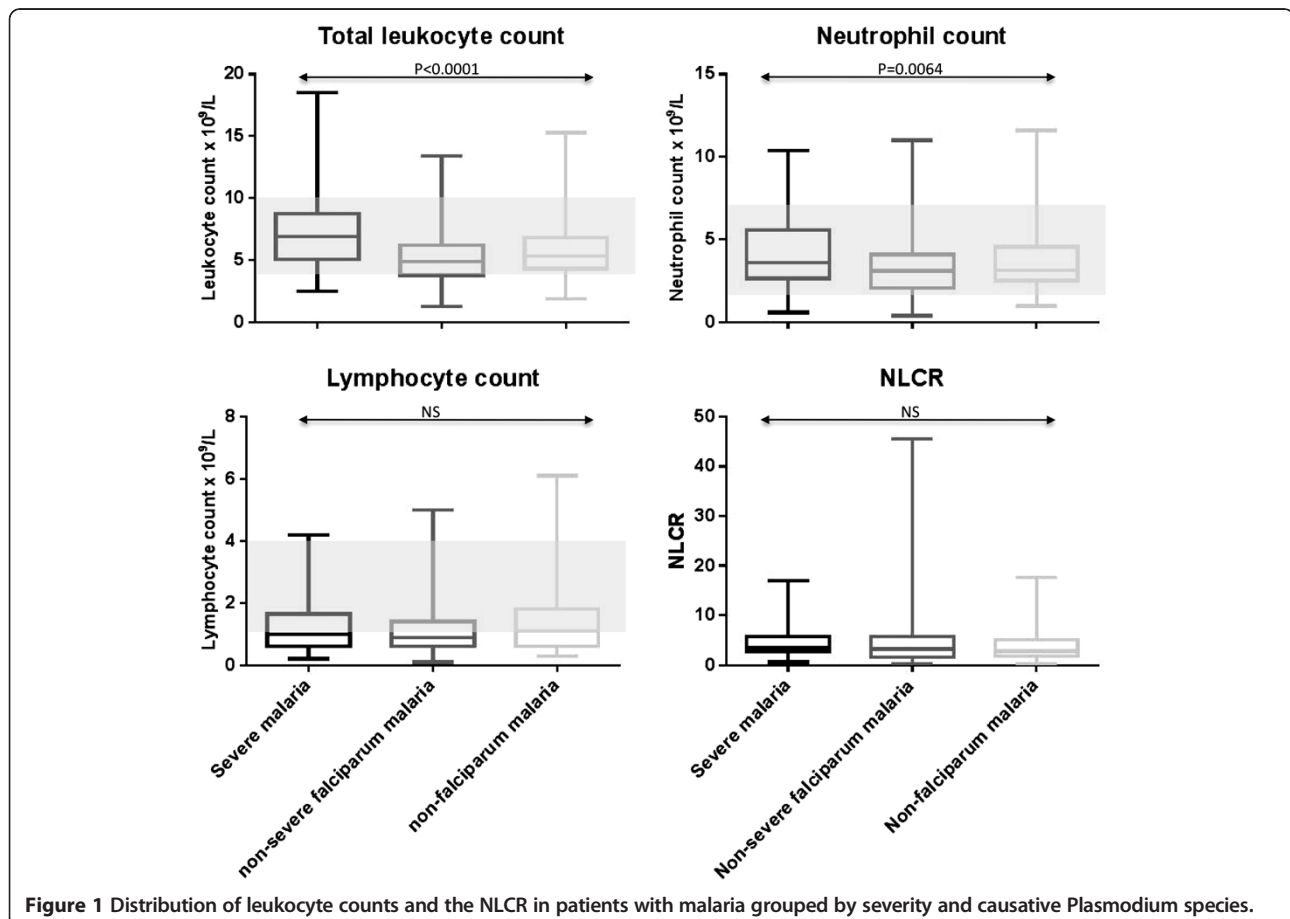 Total leukocyte count
P<0.0001
Leukocyte count x 10⁹/L
20
15
10
5
0
Neutrophil count
P=0.0064
Neutrophil count x 10⁹/L
15
10
5
0
Lymphocyte count
NS
Lymphocyte count x 10⁹/L
8
6
4
2
0
Severe malaria
non-severe falciparum malaria
non-falciparum malaria
NLCR
NS
NLCR
50
40
30
20
10
0
Severe malaria
Non-severe falciparum malaria
Non-falciparum malaria
Figure 1 Distribution of leukocyte counts and the NLCR in patients with malaria grouped by severity and causative Plasmodium species.